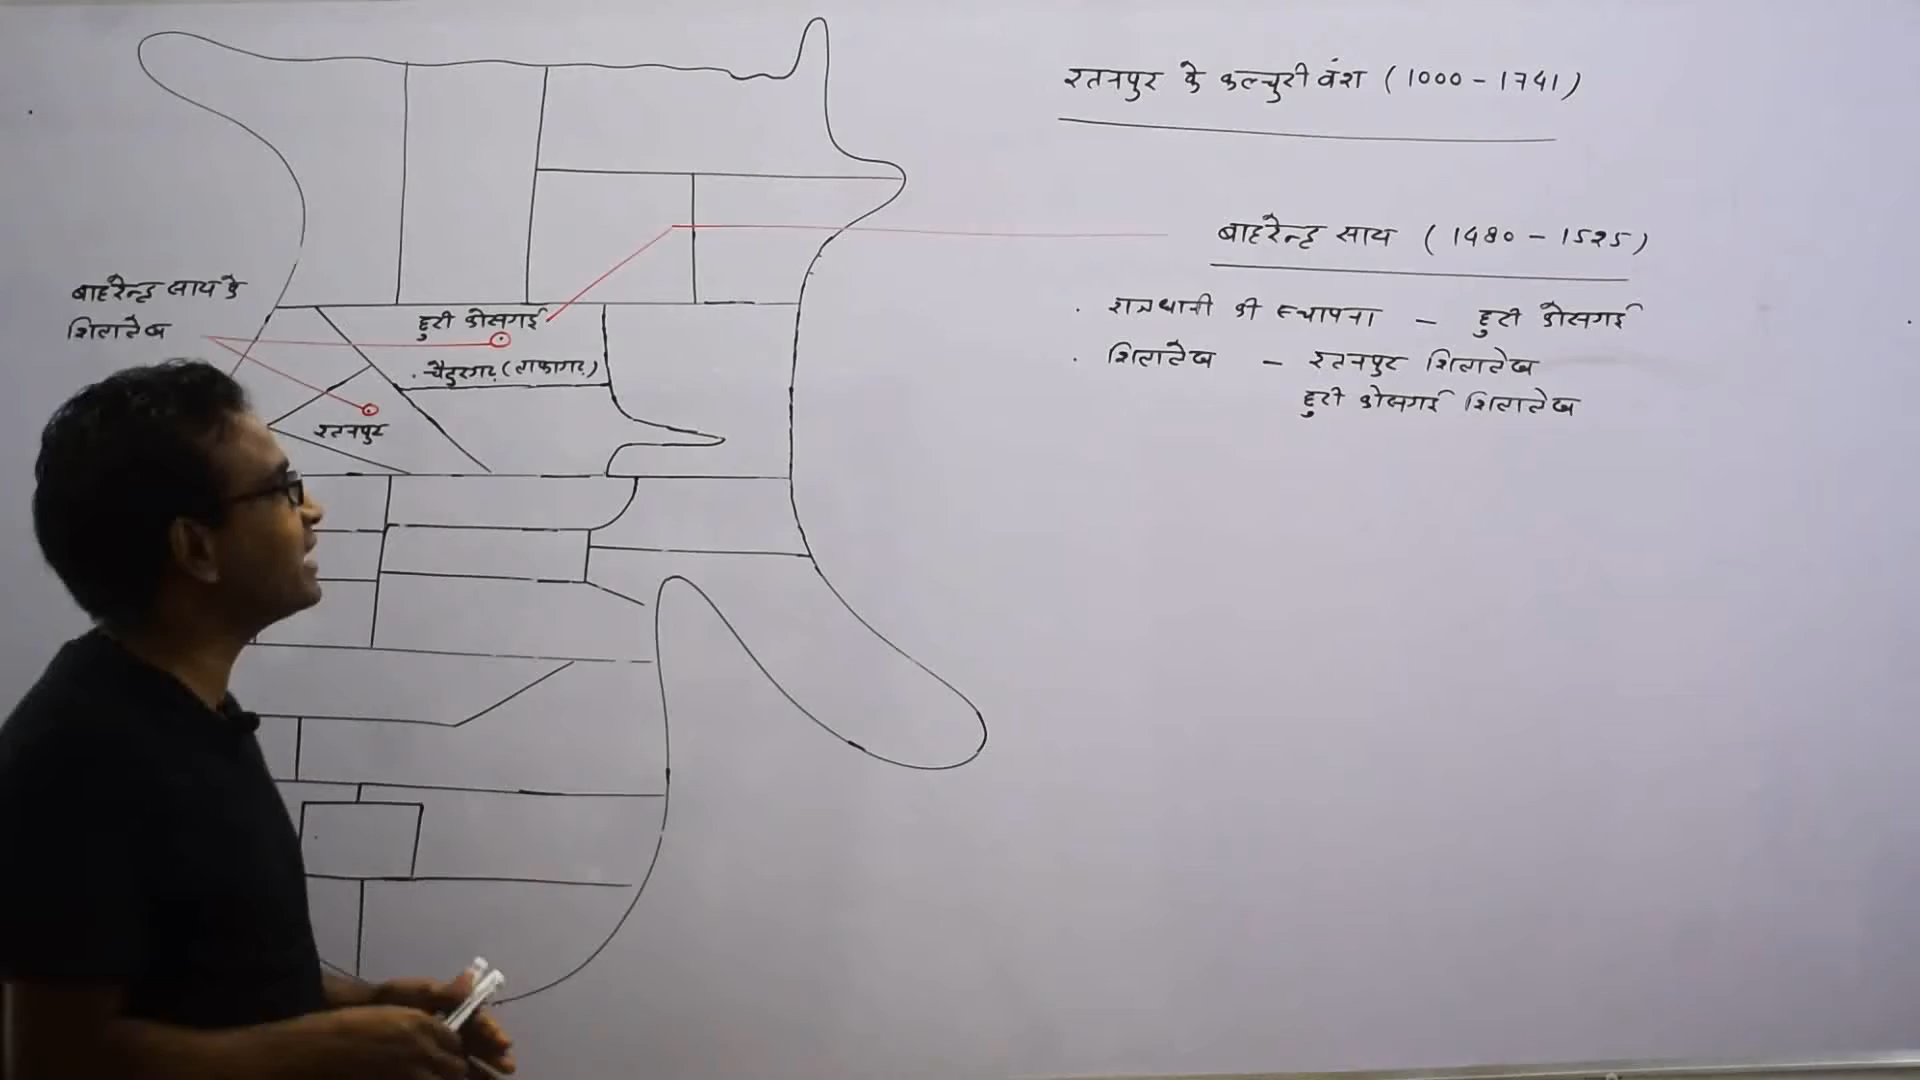 रतनपुर के कल्चुरी वंश (1000 - 1741)
बाहरेन्द्र साय (1480 - 1525)
. राजधानी की स्थापना - छुरी कोसगई
. शिलालेख - रतनपुर शिलालेख
छुरी कोसगई शिलालेख
बाहरेन्द्र साय के
शिलालेख
छुरी कोसगई
. चैतुरगढ़ (लाफागढ़)
रतनपुर